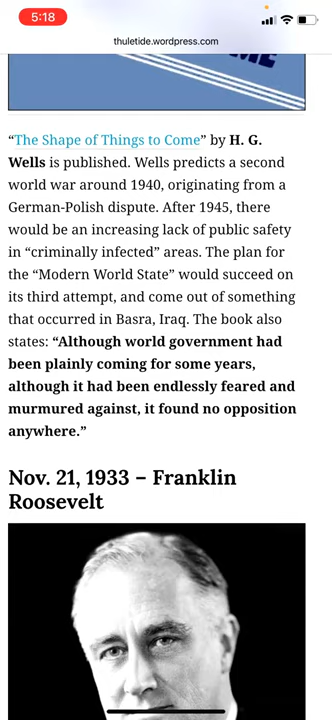 5:18
thuletide.wordpress.com
“The Shape of Things to Come” by H. G.
Wells is published. Wells predicts a second
world war around 1940, originating from a
German-Polish dispute. After 1945, there
would be an increasing lack of public safety
in “criminally infected” areas. The plan for
the “Modern World State” would succeed on
its third attempt, and come out of something
that occurred in Basra, Iraq. The book also
states: “Although world government had
been plainly coming for some years,
although it had been endlessly feared and
murmured against, it found no opposition
anywhere.”
Nov. 21, 1933 – Franklin
Roosevelt